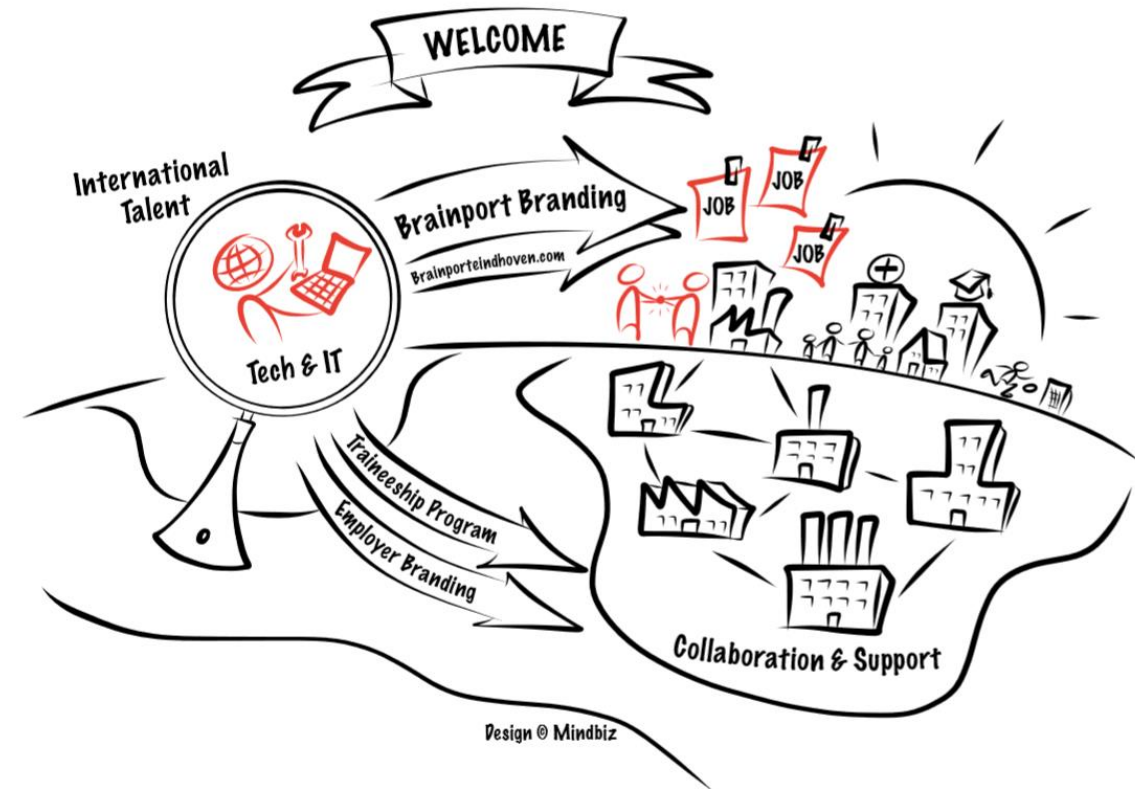 WELCOME
International
Talent
Tech & IT
Brainport Branding
Brainporteindhoven.com
JOB
JOB
JOB
Traineeship Program
Employer Branding
Collaboration & Support
Design © Mindbiz